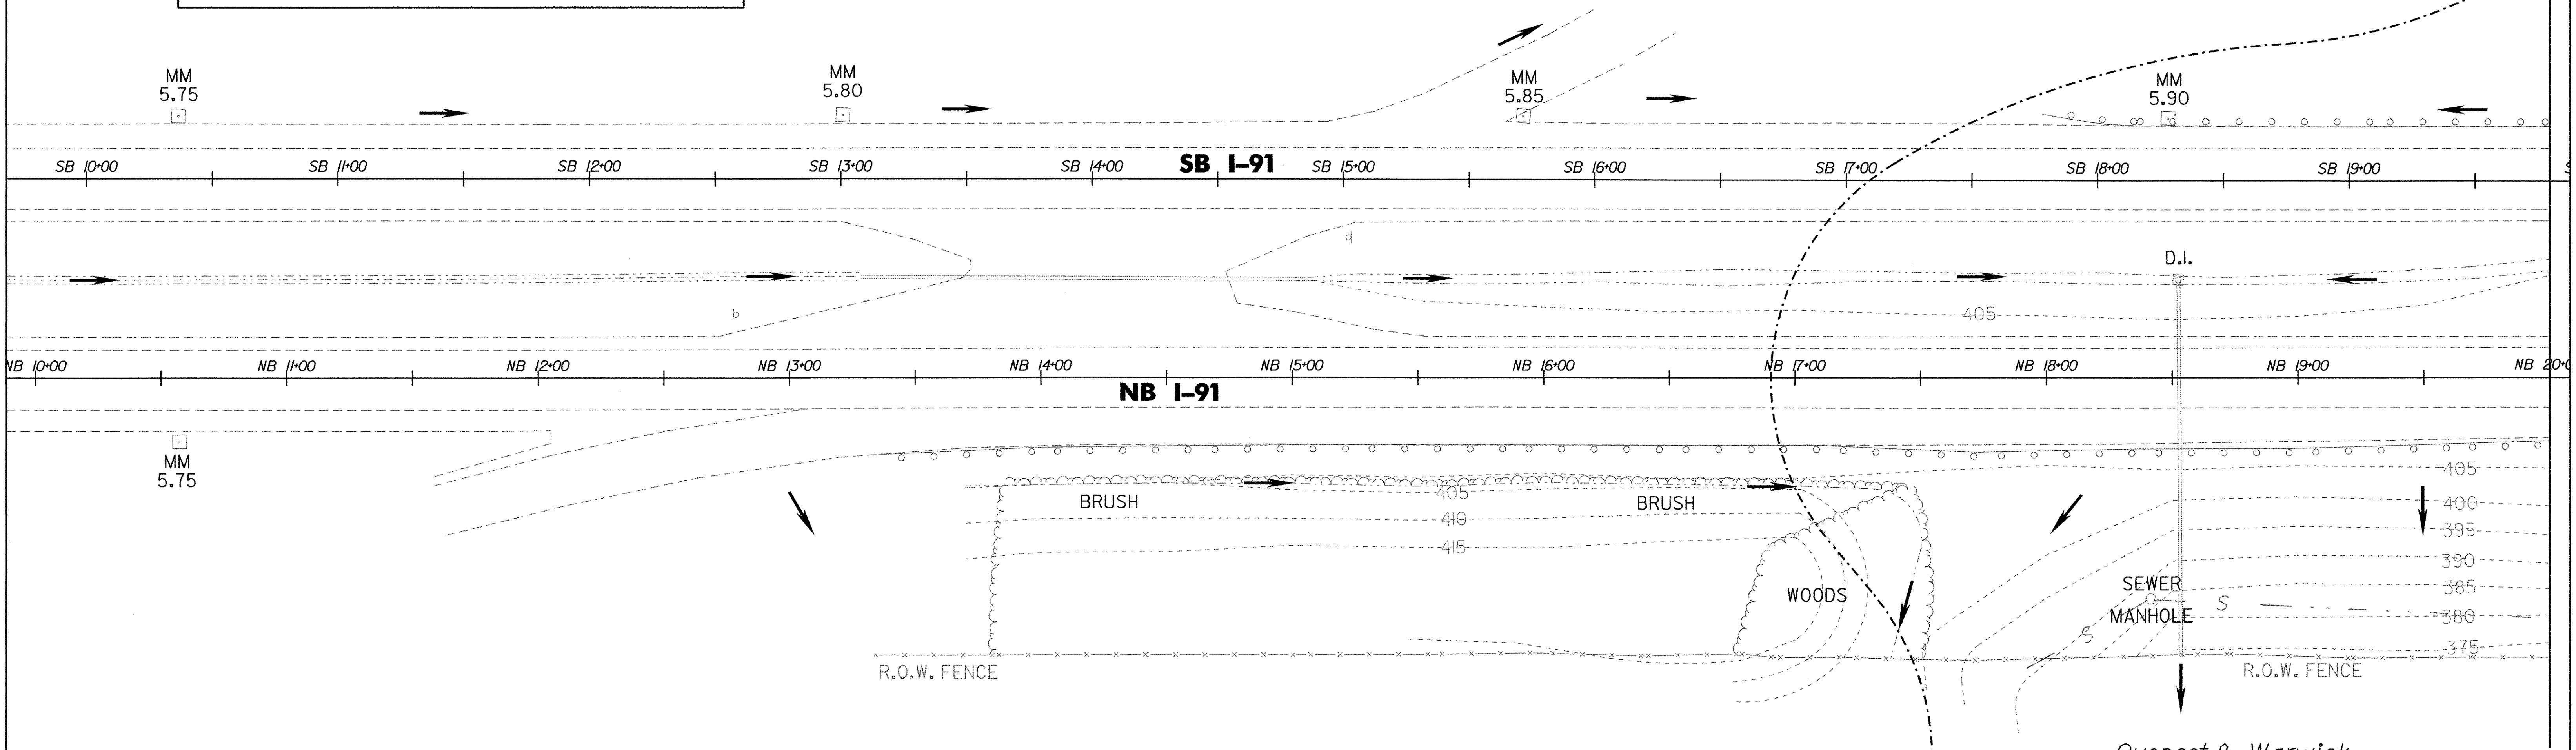 MM
5.75
MM
5.80
MM
5.85
MM
5.90
SB 10+00
SB 11+00
SB 12+00
SB 13+00
SB 14+00
SB I-91
SB 15+00
SB 16+00
SB 17+00
SB 18+00
SB 19+00
S
D.I.
405
NB 10+00
NB 11+00
NB 12+00
NB 13+00
NB 14+00
NB 15+00
NB 16+00
NB 17+00
NB 18+00
NB 19+00
NB 20+0
NB I-91
MM
5.75
BRUSH
BRUSH
405
410
415
405
400
395
390
385
380
375
WOODS
SEWER
MANHOLE
S
S
R.O.W. FENCE
R.O.W. FENCE